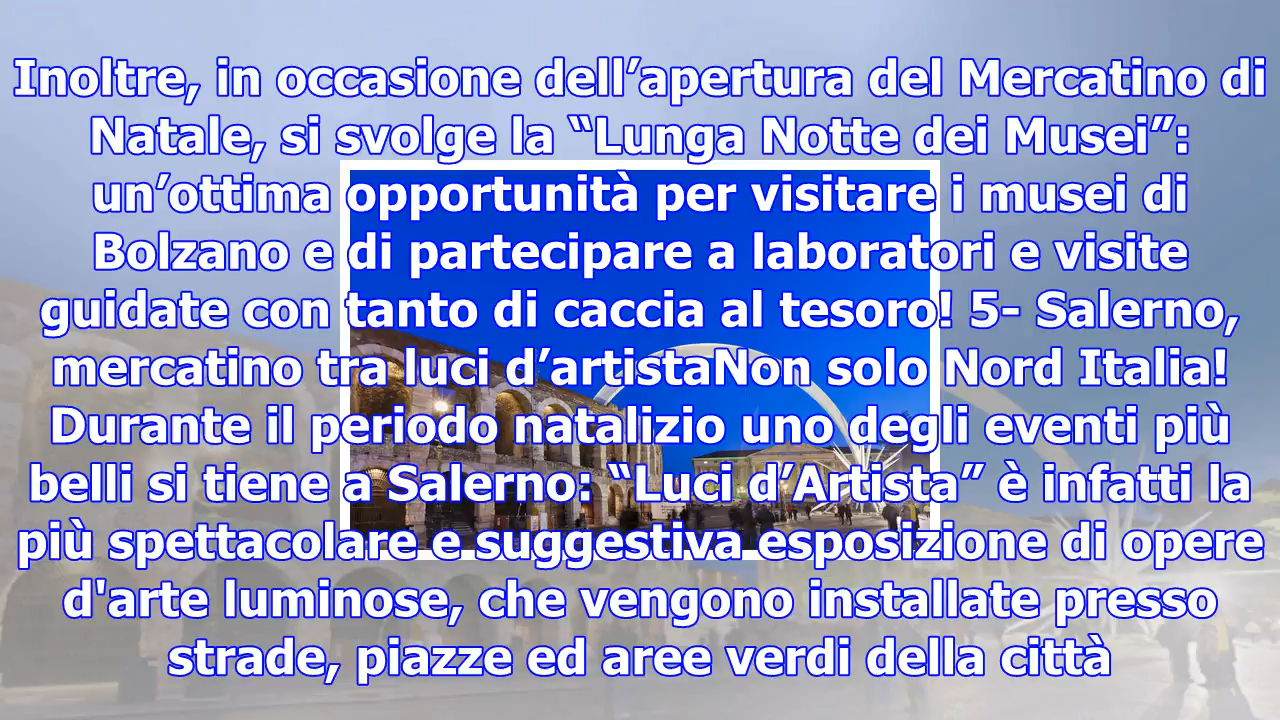 Inoltre, in occasione dell’apertura del Mercatino di
Natale, si svolge la “Lunga Notte dei Musei”:
un’ottima opportunità per visitare i musei di
Bolzano e di partecipare a laboratori e visite
guidate con tanto di caccia al tesoro! 5- Salerno,
mercatino tra luci d’artistaNon solo Nord Italia!
Durante il periodo natalizio uno degli eventi più
belli si tiene a Salerno: “Luci d’Artista” è infatti la
più spettacolare e suggestiva esposizione di opere
d'arte luminose, che vengono installate presso
strade, piazze ed aree verdi della città